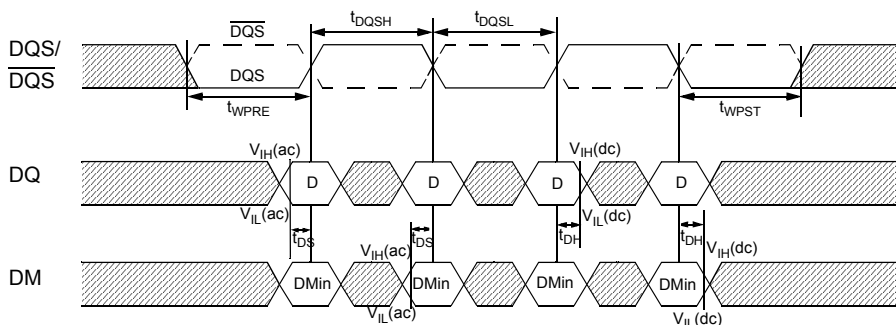 DQS/
DQS
DQS
DQS
tDQSH
tDQSL
tWPRE
tWPST
DQ
VIH(ac)
VIL(ac)
D
D
D
D
VIH(dc)
VIL(dc)
tDS
tDS
tDH
tDH
DM
VIH(ac)
VIL(ac)
DMin
DMin
DMin
DMin
VIH(dc)
VIL(dc)